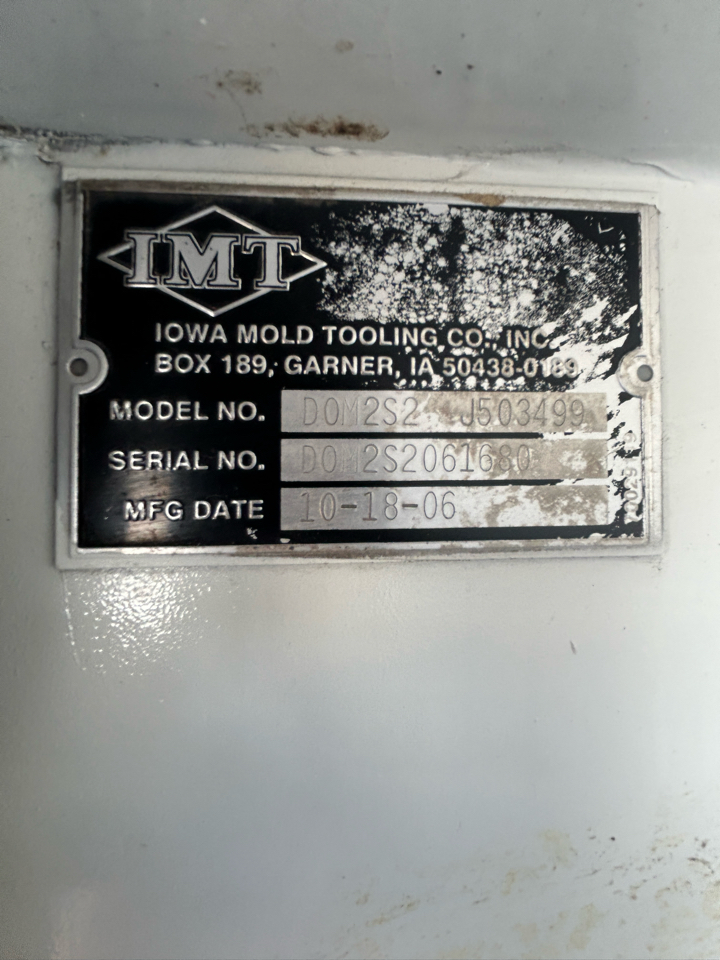 IMT
IOWA MOLD TOOLING CO., INC.
BOX 189, GARNER, IA 50438-0189
MODEL NO. DOM2S2 J503499
SERIAL NO. DOM2S2061680
MFG DATE 10-18-06